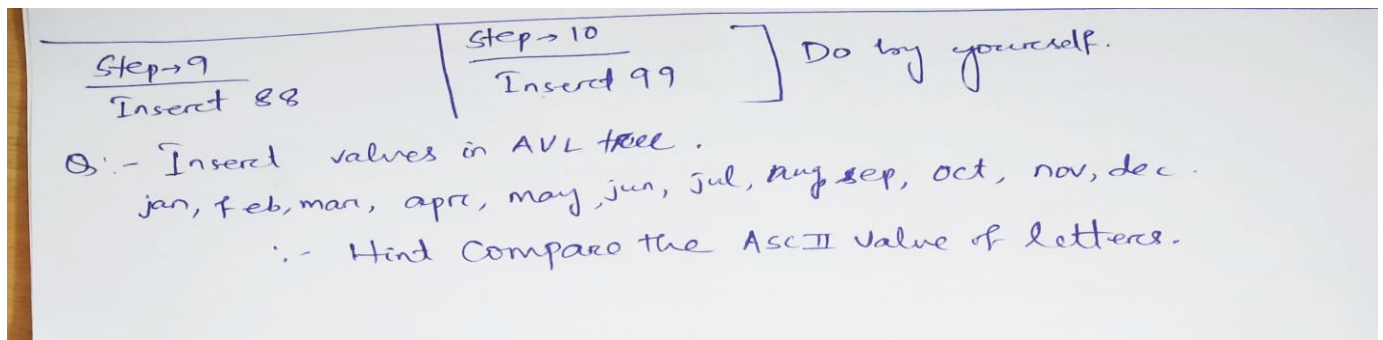 Step→9
Insert 88
Step→10
Insert 99
] Do by yourself.
Q:- Insert values in AVL tree.
jan, feb, mar, apr, may, jun, jul, aug sep, oct, nov, dec.
:- Hint Compare the ASCII value of letters.